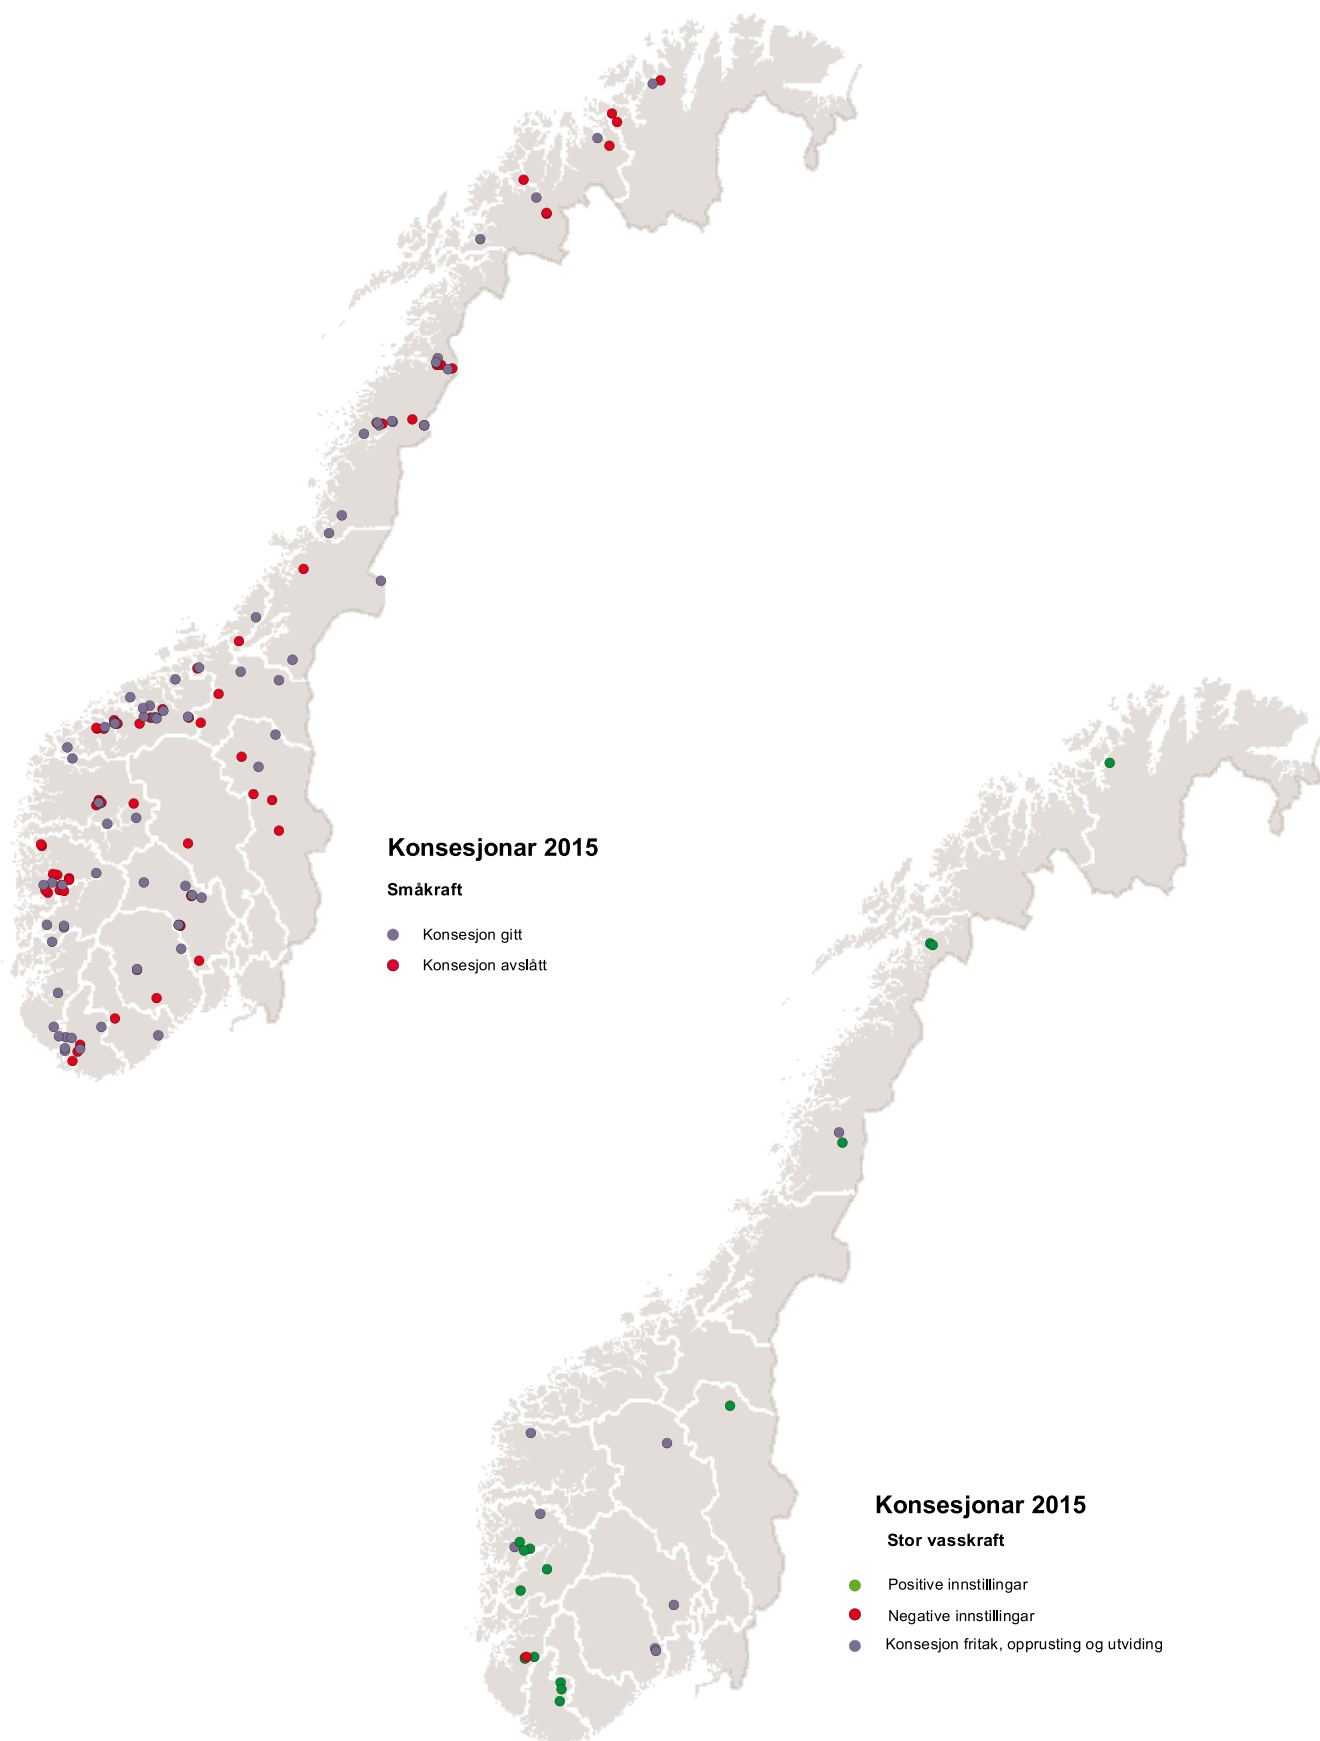 Konsesjonar 2015
Småkraft
Konsesjon gitt
Konsesjon avslått
Konsesjonar 2015
Stor vasskraft
Positive innstillingar
Negative innstillingar
Konsesjon fritak, opprusting og utviding